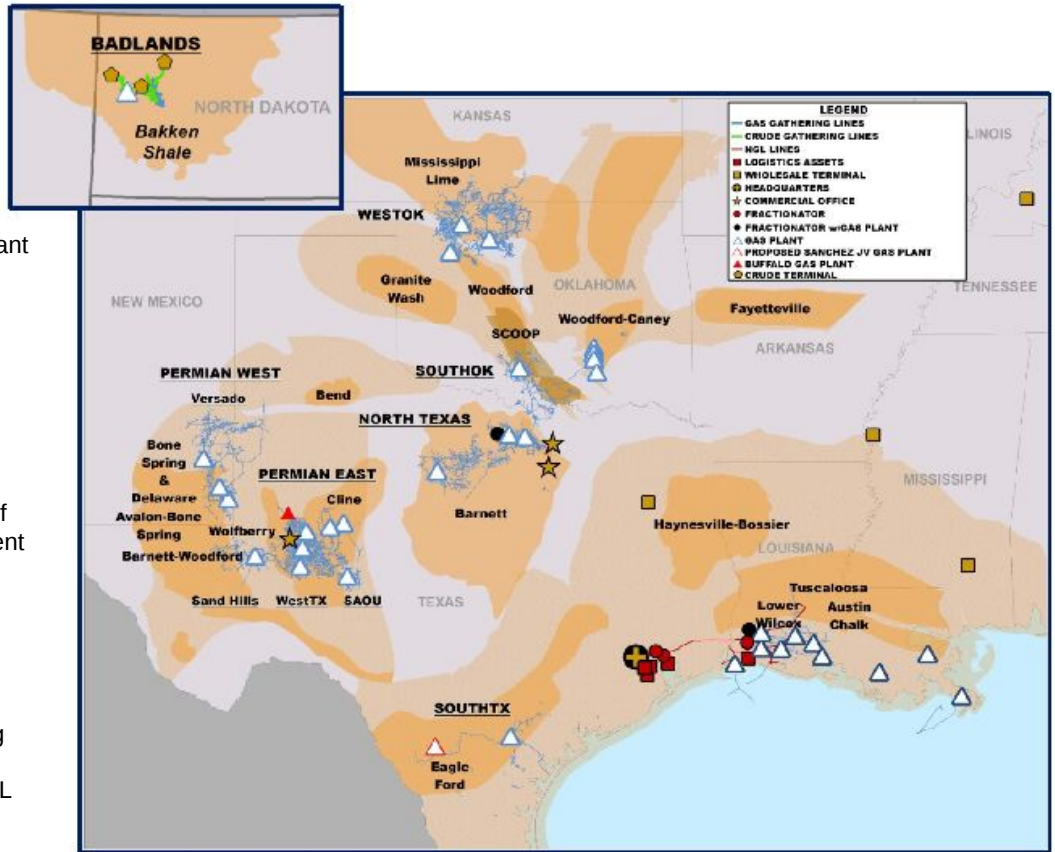 BADLANDS
NORTH DAKOTA
Bakken
Shale
ant
f
ent
g
L
KANSAS
LEGEND
GAS GATHERING LINES
CRUDE GATHERING LINES
NGL LINES
LOGISTICS ASSETS
WHOLESALE TERMINAL
HEADQUARTERS
COMMERCIAL OFFICE
FRACTIONATOR
FRACTIONATOR w/GAS PLANT
GAS PLANT
PROPOSED SANCHEZ JV GAS PLANT
BUFFALO GAS PLANT
CRUDE TERMINAL
LINOIS
Mississippi
Lime
WESTOK
Granite
Wash
Woodford
OKLAHOMA
TENNESSEE
NEW MEXICO
Woodford-Caney
Fayetteville
SCOOP
ARKANSAS
SOUTHOK
PERMIAN WEST
Versado
Bend
NORTH TEXAS
Bone
Spring
&
Delaware
Avalon-Bone
Spring
PERMIAN EAST
Cline
Wolfberry
Barnett-Woodford
Barnett
MISSISSIPPI
Haynesville-Bossier
LOUISIANA
Sand Hills WestTX SAOU
TEXAS
Tuscaloosa
Lower
Wilcox
Austin
Chalk
SOUTHTX
Eagle
Ford